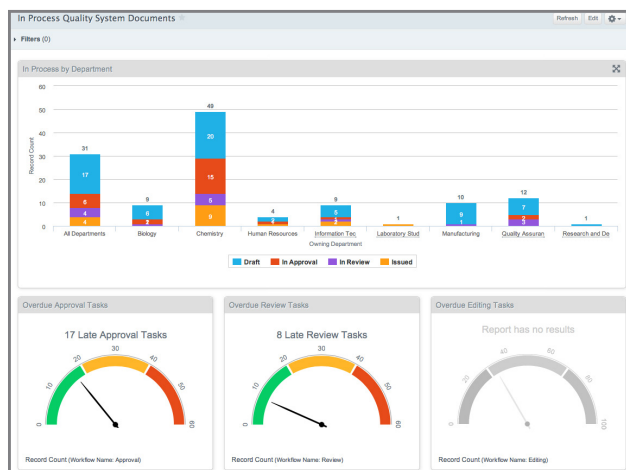 In Process Quality System Documents
Refresh Edit
Filters (0)
In Process by Department
60
50
40
30
20
10
0
Record Count
31
17
6
4
4
9
6
2
49
20
15
5
9
4
9
5
1
10
9
1
12
7
2
3
1
All Departments Biology Chemistry Human Resources Information Tec Laboratory Stud Manufacturing Quality Assuran Research and De
Owning Department
Draft In Approval In Review Issued
Overdue Approval Tasks
17 Late Approval Tasks
0 10 20 30 40 50 60
Record Count (Workflow Name: Approval)
Overdue Review Tasks
8 Late Review Tasks
0 10 20 30 40 50 60
Record Count (Workflow Name: Review)
Overdue Editing Tasks
Report has no results
0 20 40 60 80 100
Record Count (Workflow Name: Editing)